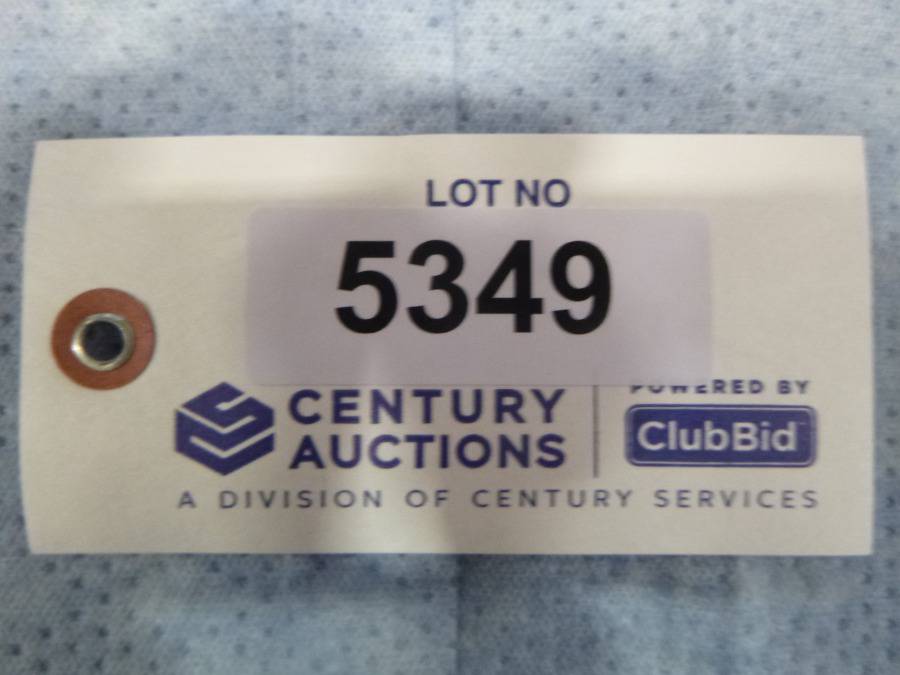 LOT NO
5349
CENTURY
AUCTIONS
POWERED BY
ClubBid
A DIVISION OF CENTURY SERVICES